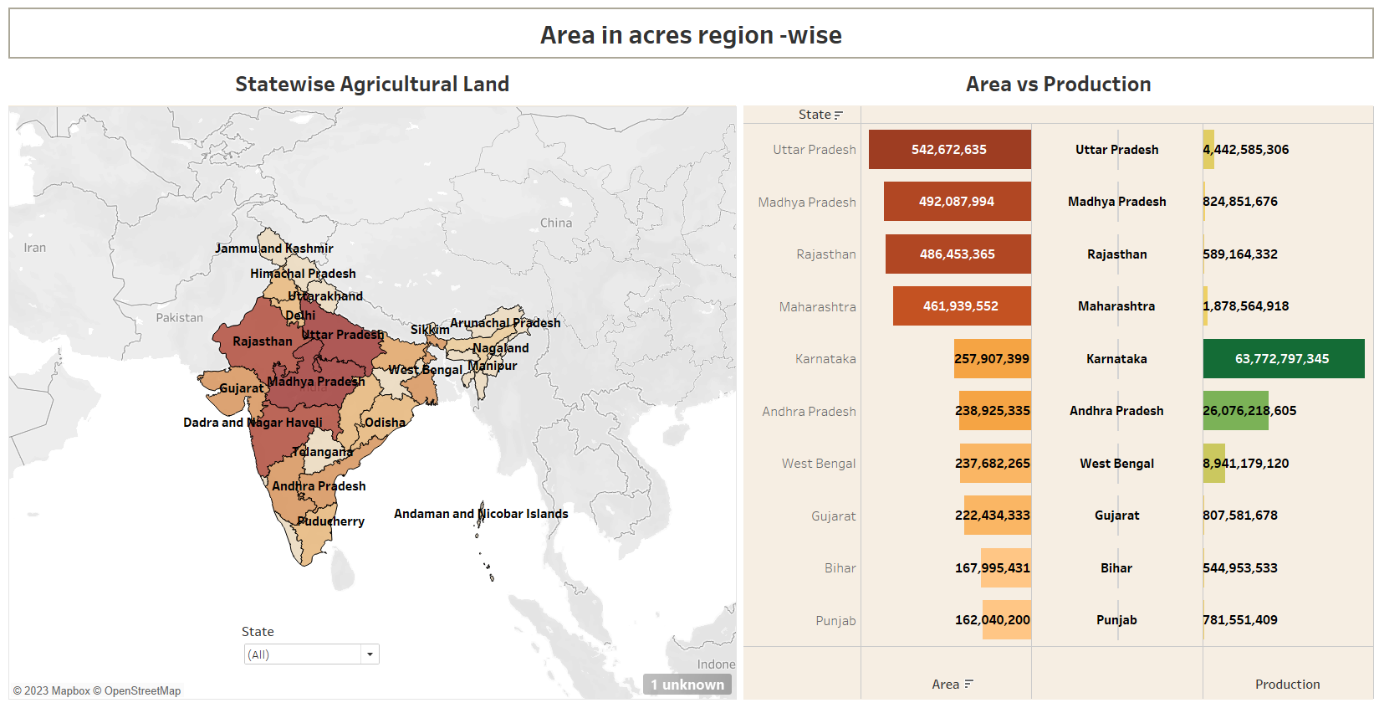 Area in acres region -wise
Statewise Agricultural Land
Iran
China
Pakistan
Jammu and Kashmir
Himachal Pradesh
Uttarakhand
Delhi
Uttar Pradesh
Rajasthan
Sikkim
Arunachal Pradesh
Nagaland
Manipur
West Bengal
Madhya Pradesh
Gujarat
Dadra and Nagar Haveli
Odisha
Telangana
Andhra Pradesh
Puducherry
Andaman and Nicobar Islands
State
(All)
Indone
1 unknown
© 2023 Mapbox © OpenStreetMap
Area vs Production
State
Uttar Pradesh 542,672,635 Uttar Pradesh 4,442,585,306
Madhya Pradesh 492,087,994 Madhya Pradesh 824,851,676
Rajasthan 486,453,365 Rajasthan 589,164,332
Maharashtra 461,939,552 Maharashtra 1,878,564,918
Karnataka 257,907,399 Karnataka 63,772,797,345
Andhra Pradesh 238,925,335 Andhra Pradesh 26,076,218,605
West Bengal 237,682,265 West Bengal 8,941,179,120
Gujarat 222,434,333 Gujarat 807,581,678
Bihar 167,995,431 Bihar 544,953,533
Punjab 162,040,200 Punjab 781,551,409
Area Production